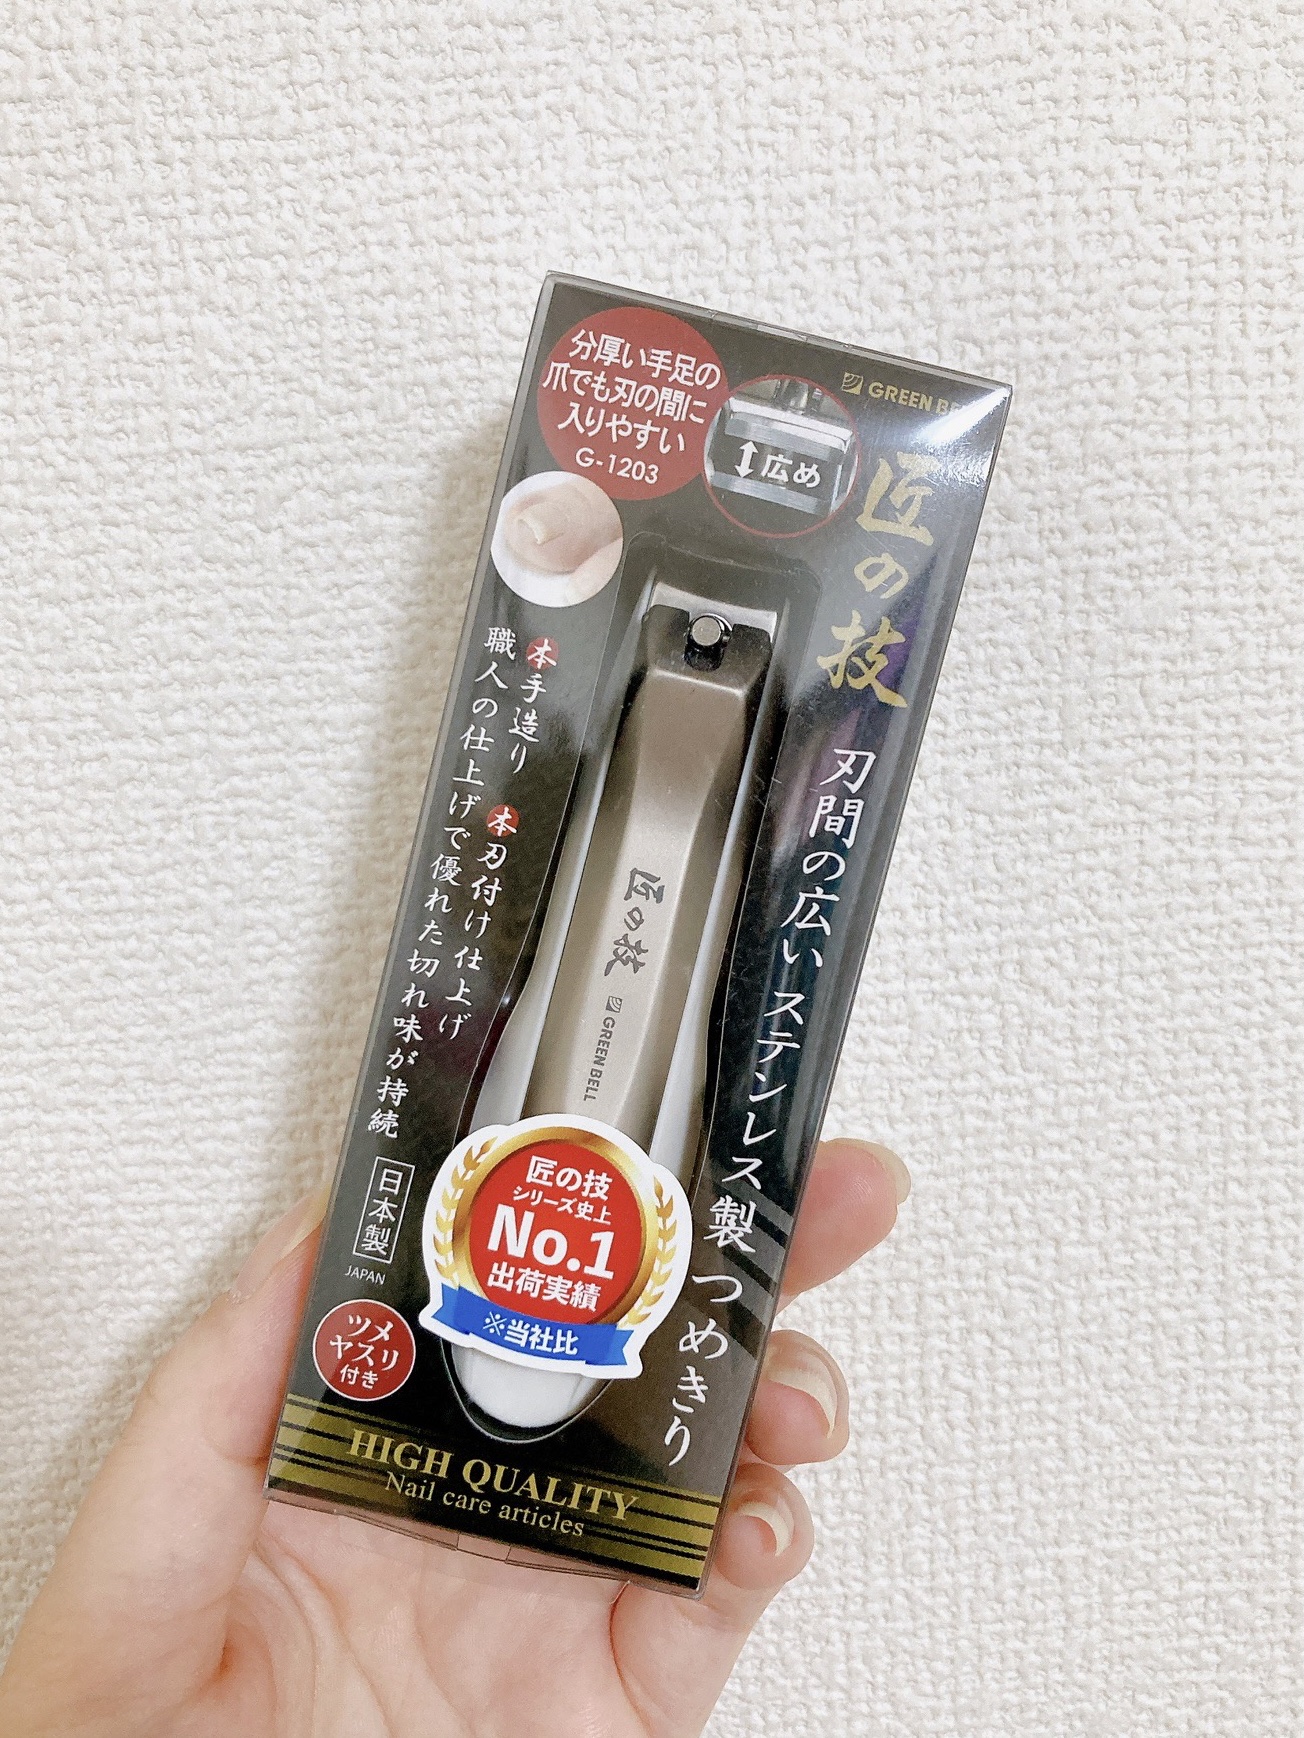 分厚い手足の
爪でも刃の間に
入りやすい
G-1203
広め
GREEN BE
匠の技
刃間の広い ステンレス製 つめきり
本手造り 本刃付け仕上げ
職人の仕上げで優れた切れ味が持続
匠の技
GREEN BELL
日本製
JAPAN
匠の技
シリーズ史上
No.1
出荷実績
※当社比
ツメ
ヤスリ
付き
HIGH QUALITY
Nail care articles